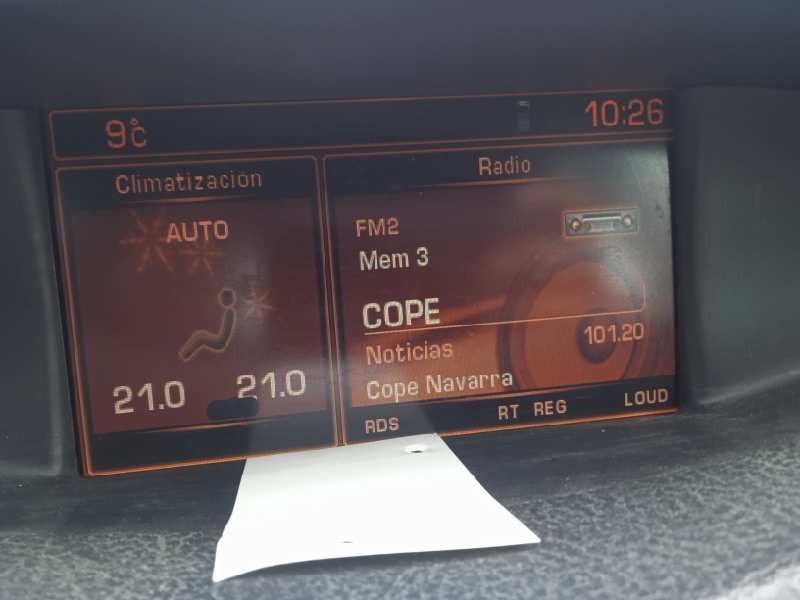 9°C
10:26
Climatización
AUTO
21.0 21.0
Radio
FM2
Mem 3
COPE
Noticias
101.20
Cope Navarra
RDS RT REG LOUD